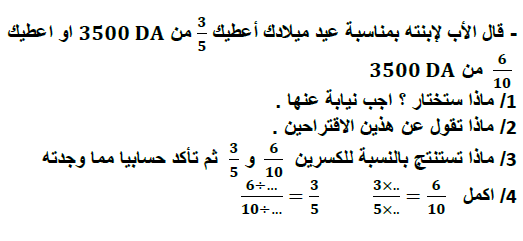 - قال الأب لإبنته بمناسبة عيد ميلادك أعطيك 3/5 من 3500 DA او اعطيك
6/10 من 3500 DA
1/ ماذا ستختار ؟ اجب نيابة عنها .
2/ ماذا تقول عن هذين الاقتراحين .
3/ ماذا تستنتج بالنسبة للكسرين 6/10 و 3/5 ثم تأكد حسابيا مما وجدته
4/ اكمل 3×../5×.. = 6/10 6÷.../10÷... = 3/5